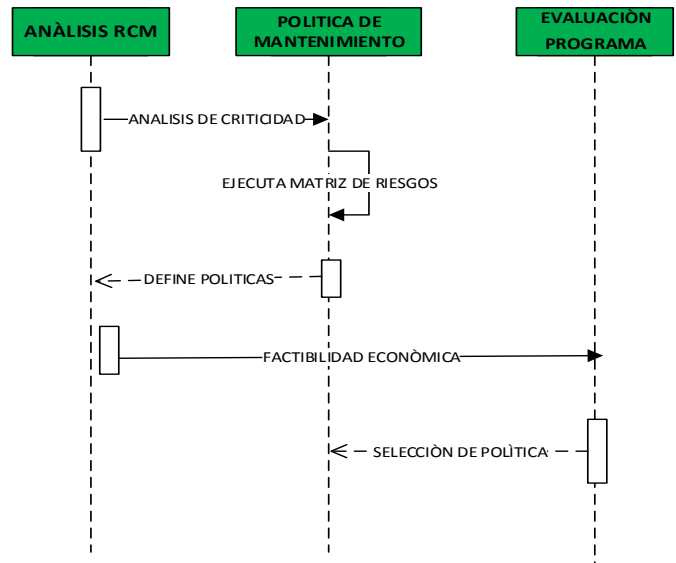 ANÀLISIS RCM
POLITICA DE
MANTENIMIENTO
EVALUACIÒN
PROGRAMA
ANALISIS DE CRITICIDAD
EJECUTA MATRIZ DE RIESGOS
DEFINE POLITICAS
FACTIBILIDAD ECONÒMICA
SELECCIÒN DE POLÌTICA